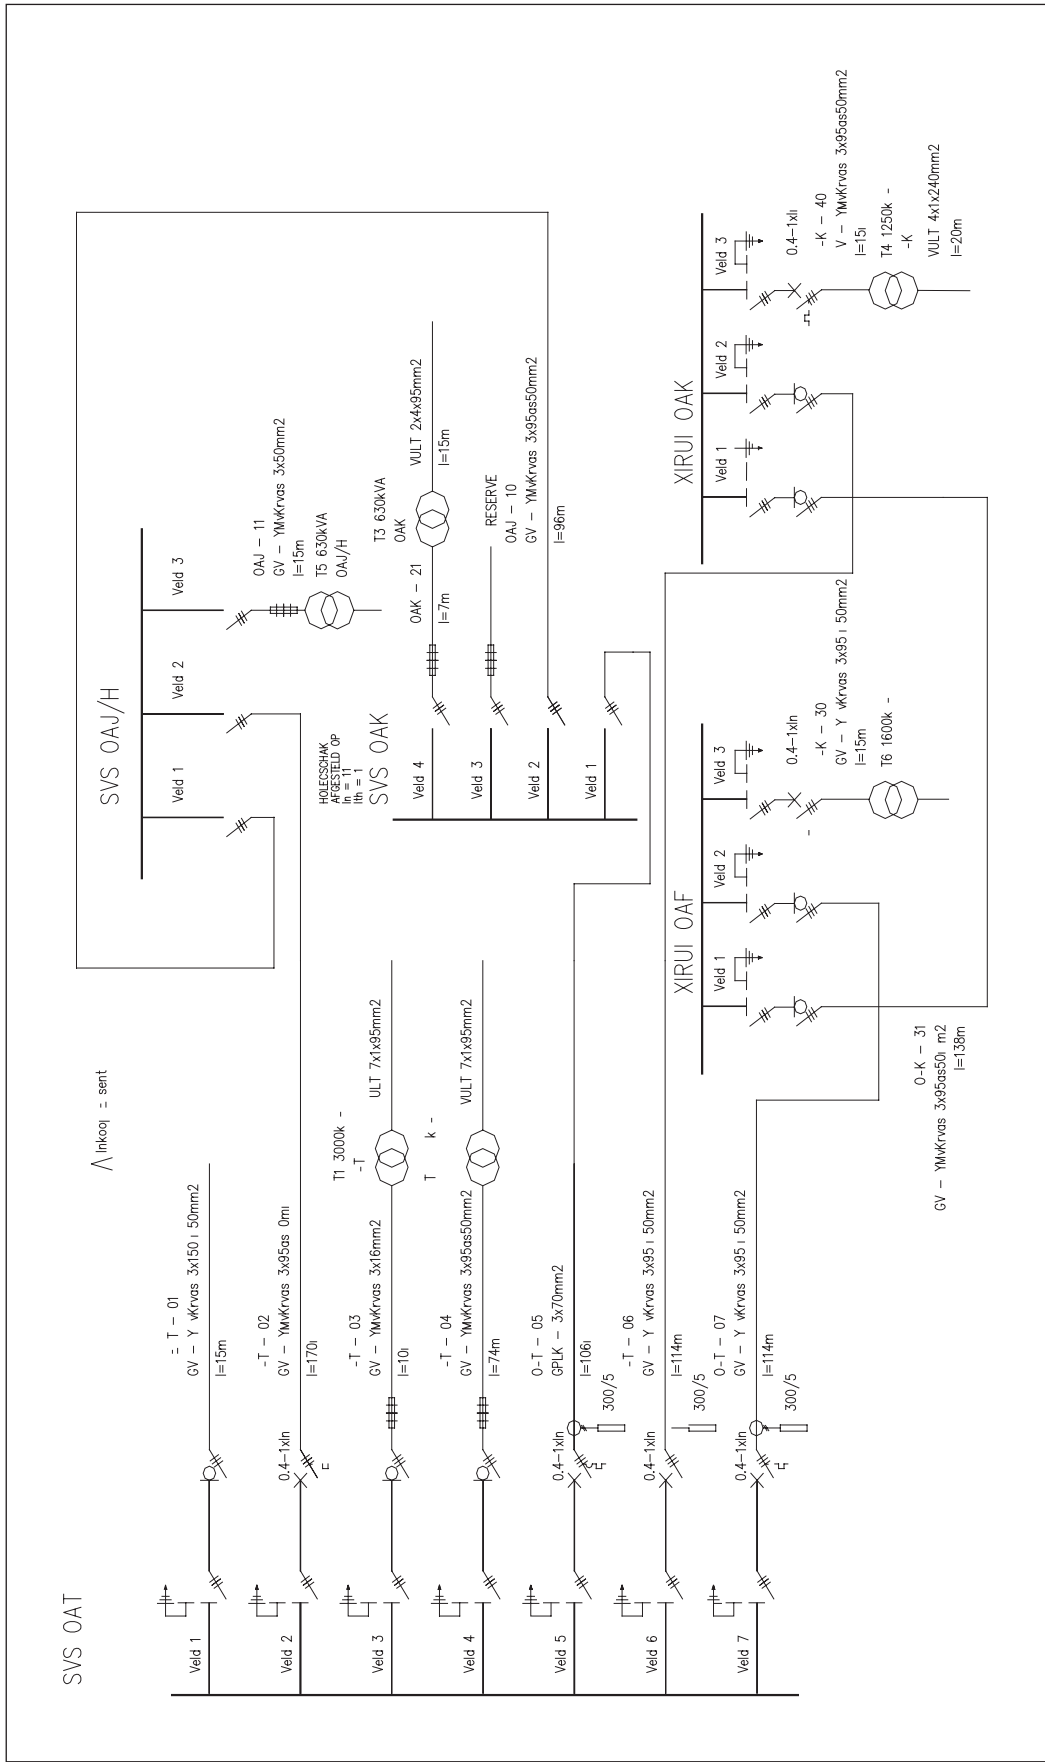 SVS OAT
Veld 1
Veld 2
Veld 3
Veld 4
Veld 5
Veld 6
Veld 7
T - 01
GV - Y vKrvas 3x150 50mm2
l=15m
-T - 02
GV - YMvKrvas 3x95as
l=170
0.4-1xIn
-T - 03
GV - YMvKrvas 3x16mm2
l=10
T1 3000k -
-T
ULT 7x1x95mm2
-T - 04
GV - YMvKrvas 3x95as50mm2
l=74m
T k -
VULT 7x1x95mm2
O-T - 05
GPLK - 3x70mm2
l=106
0.4-1xIn
300/5
-T - 06
GV - Y vKrvas 3x95 50mm2
l=114m
0.4-1xIn
300/5
O-T - 07
GV - Y vKrvas 3x95 50mm2
l=114m
0.4-1xIn
300/5
SVS OAJ/H
Veld 1
Veld 2
Veld 3
OAJ - 11
GV - YMvKrvas 3x50mm2
l=15m
T5 630kVA
OAJ/H
HOLECSCHAK
AFGESTELD OP
In = 11
Ith = 1
SVS OAK
Veld 4
Veld 3
Veld 2
Veld 1
OAK - 21
l=7m
T3 630kVA
OAK
VULT 2x4x95mm2
l=15m
RESERVE
OAJ - 10
GV - YMvKrvas 3x95as50mm2
l=96m
XIRUI OAF
Veld 1
Veld 2
Veld 3
0.4-1xIn
-K - 30
GV - Y vKrvas 3x95 50mm2
l=15m
T6 1600k -
O-K - 31
GV - YMvKrvas 3x95as50 m2
l=138m
XIRUI OAK
Veld 1
Veld 2
Veld 3
0.4-1xI
-K - 40
V - YMvKrvas 3x95as50mm2
l=15
T4 1250k -
-K
VULT 4x1x240mm2
l=20m